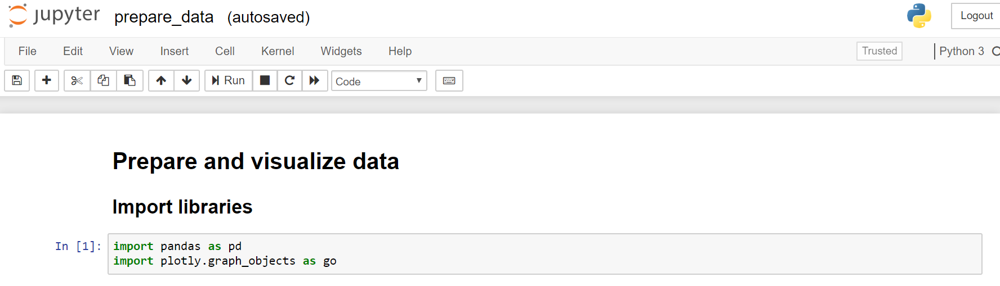 jupyter prepare_data (autosaved) Logout
File Edit View Insert Cell Kernel Widgets Help Trusted Python 3
Run Code
Prepare and visualize data
Import libraries
In [1]: import pandas as pd
import plotly.graph_objects as go